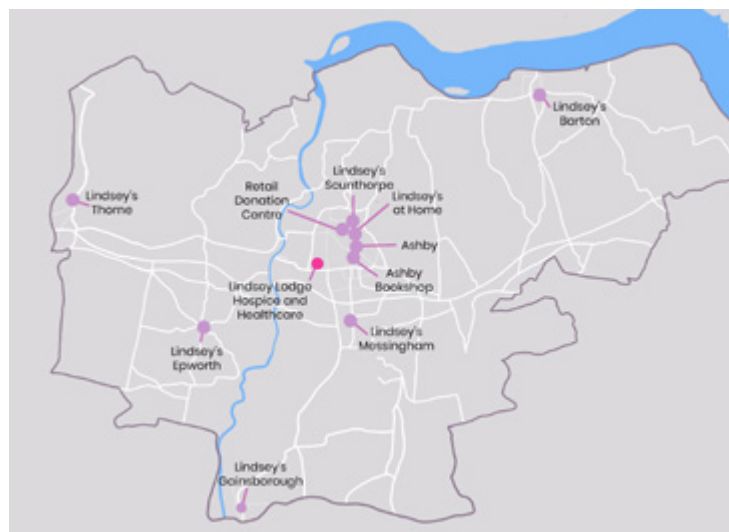 Lindsey's
Barton
Lindsey's
Thorne
Lindsey's
Scunthorpe
Retail
Donation
Centre
Lindsey's
at Home
Ashby
Ashby
Bookshop
Lindsey Lodge
Hospice and
Healthcare
Lindsey's
Messingham
Lindsey's
Epworth
Lindsey's
Gainsborough